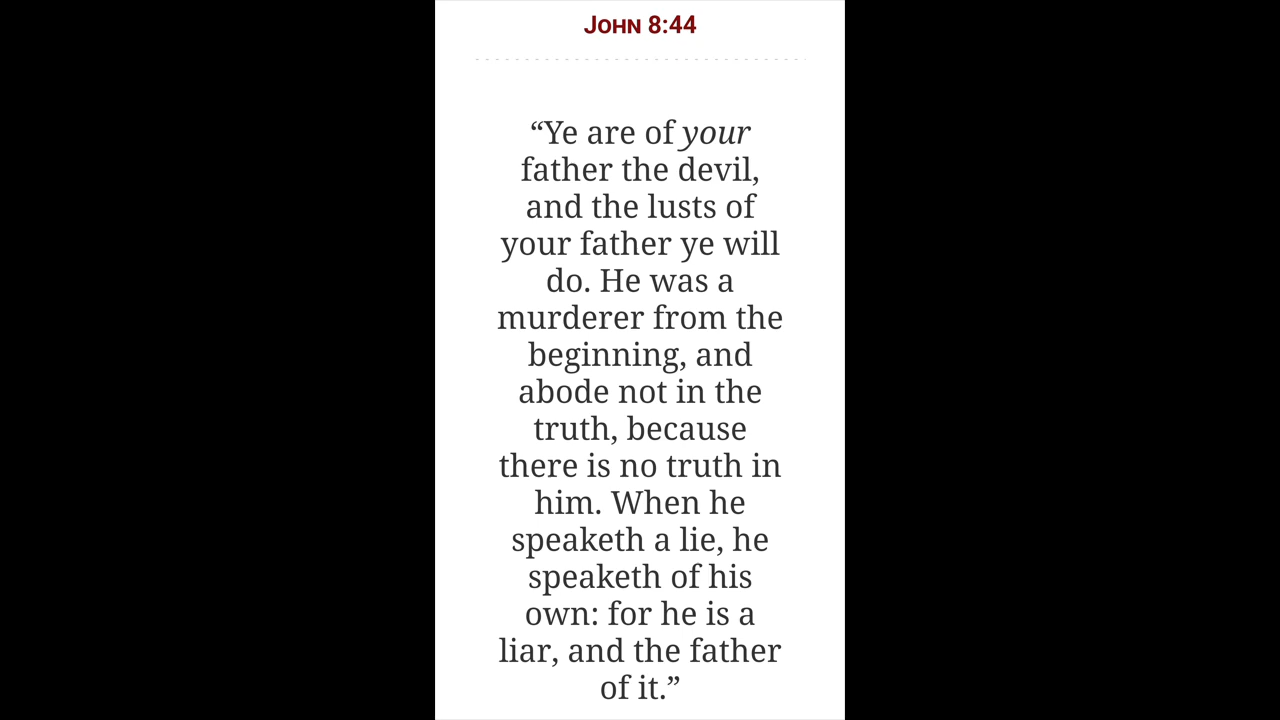 John 8:44
“Ye are of your
father the devil,
and the lusts of
your father ye will
do. He was a
murderer from the
beginning, and
abode not in the
truth, because
there is no truth in
him. When he
speaketh a lie, he
speaketh of his
own: for he is a
liar, and the father
of it.”